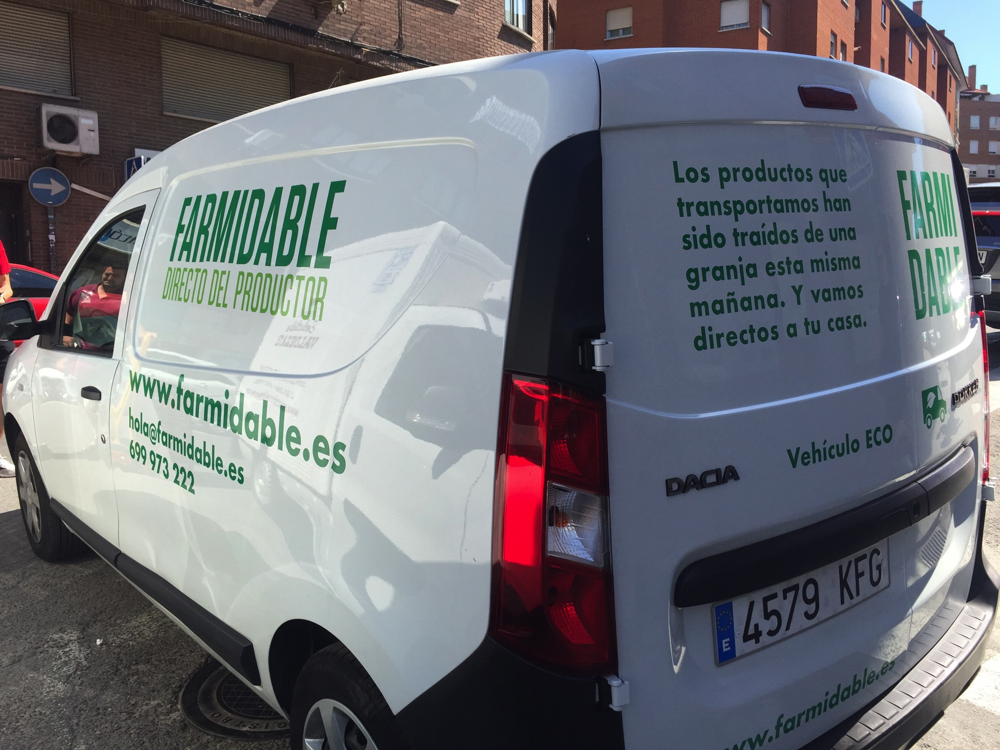 FARMIDABLE
DIRECTO DEL PRODUCTOR
www.farmidable.es
hola@farmidable.es
699 973 222
Los productos que
transportamos han
sido traídos de una
granja esta misma
mañana. Y vamos
directos a tu casa.
FARMI
DABLE
DOKKER
Vehículo ECO
DACIA
E
4579 KFG
www.farmidable.es